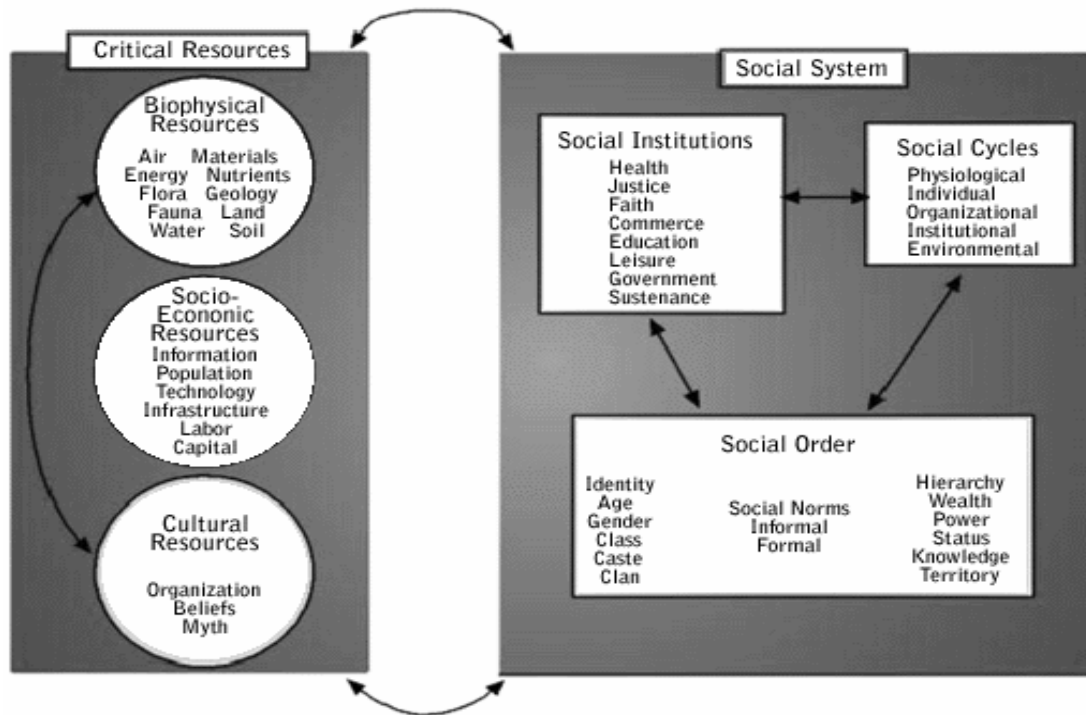 Critical Resources
Biophysical
Resources
Air Materials
Energy Nutrients
Flora Geology
Fauna Land
Water Soil
Socio-
Econonic
Resources
Information
Population
Technology
Infrastructure
Labor
Capital
Cultural
Resources
Organization
Beliefs
Myth
Social System
Social Institutions
Health
Justice
Faith
Commerce
Education
Leisure
Government
Sustenance
Social Cycles
Physiological
Individual
Organizational
Institutional
Environmental
Social Order
Identity
Age
Gender
Class
Caste
Clan
Social Norms
Informal
Formal
Hierarchy
Wealth
Power
Status
Knowledge
Territory